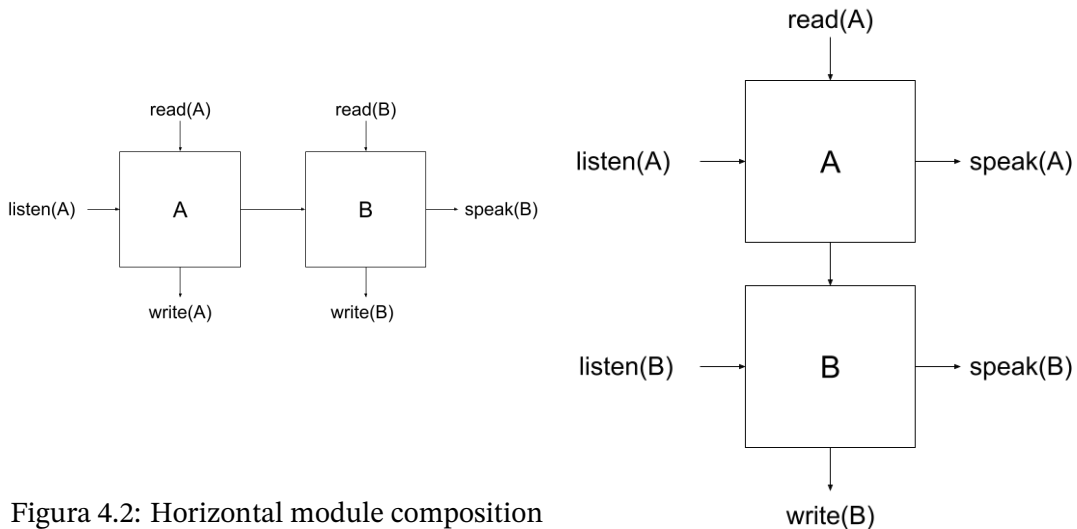 read(A) read(B)
listen(A) A B speak(B)
write(A) write(B)
Figura 4.2: Horizontal module composition
read(A)
listen(A) A speak(A)
listen(B) B speak(B)
write(B)